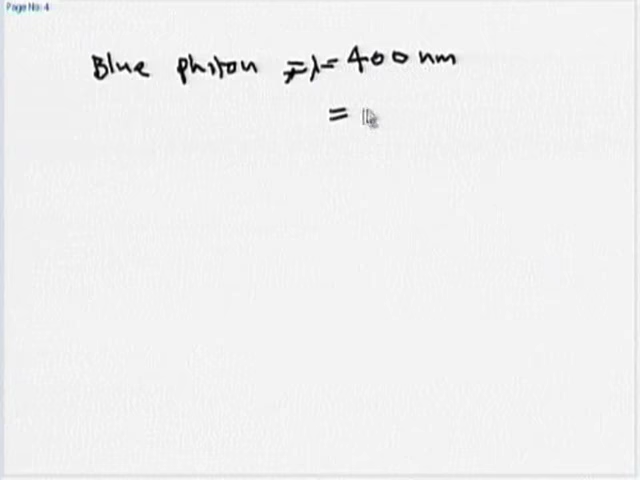 Page No: 4
Blue photon λ= 400 nm
=